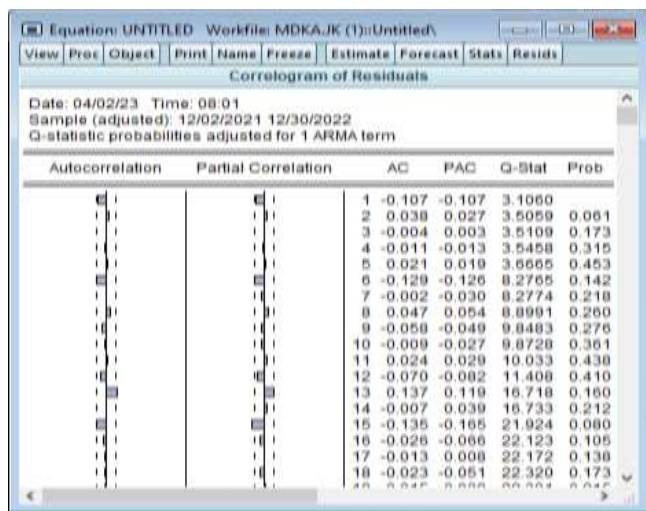 Equation: UNTITLED Workfile: MDKA.JK (1)::Untitled\
View Proc Object Print Name Freeze Estimate Forecast Stats Resids
Correlogram of Residuals
Date: 04/02/23 Time: 08:01
Sample (adjusted): 12/02/2021 12/30/2022
Q-statistic probabilities adjusted for 1 ARMA term
Autocorrelation Partial Correlation AC PAC Q-Stat Prob
1 -0.107 -0.107 3.1060
2 0.038 0.027 3.5059 0.061
3 -0.004 0.003 3.5109 0.173
4 -0.011 -0.013 3.5458 0.315
5 0.021 0.019 3.6665 0.453
6 -0.129 -0.126 8.2765 0.142
7 -0.002 -0.030 8.2774 0.218
8 0.047 0.054 8.8991 0.260
9 -0.058 -0.049 9.8483 0.276
10 -0.009 -0.027 9.8728 0.361
11 0.024 0.029 10.033 0.438
12 -0.070 -0.082 11.408 0.410
13 0.137 0.119 16.718 0.160
14 -0.007 0.039 16.733 0.212
15 -0.135 -0.165 21.924 0.080
16 -0.026 -0.066 22.123 0.105
17 -0.013 0.008 22.172 0.138
18 -0.023 -0.051 22.320 0.173